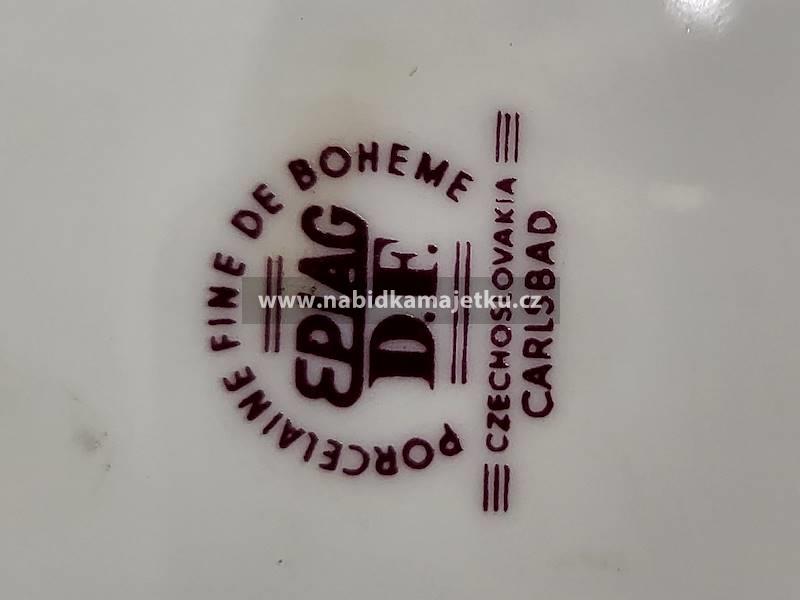 PORCELAINE FINE DE BOHEME
EPIAG
D.F.
CZECHOSLOVAKIA
CARLSBAD
www.nabidkamajetku.cz